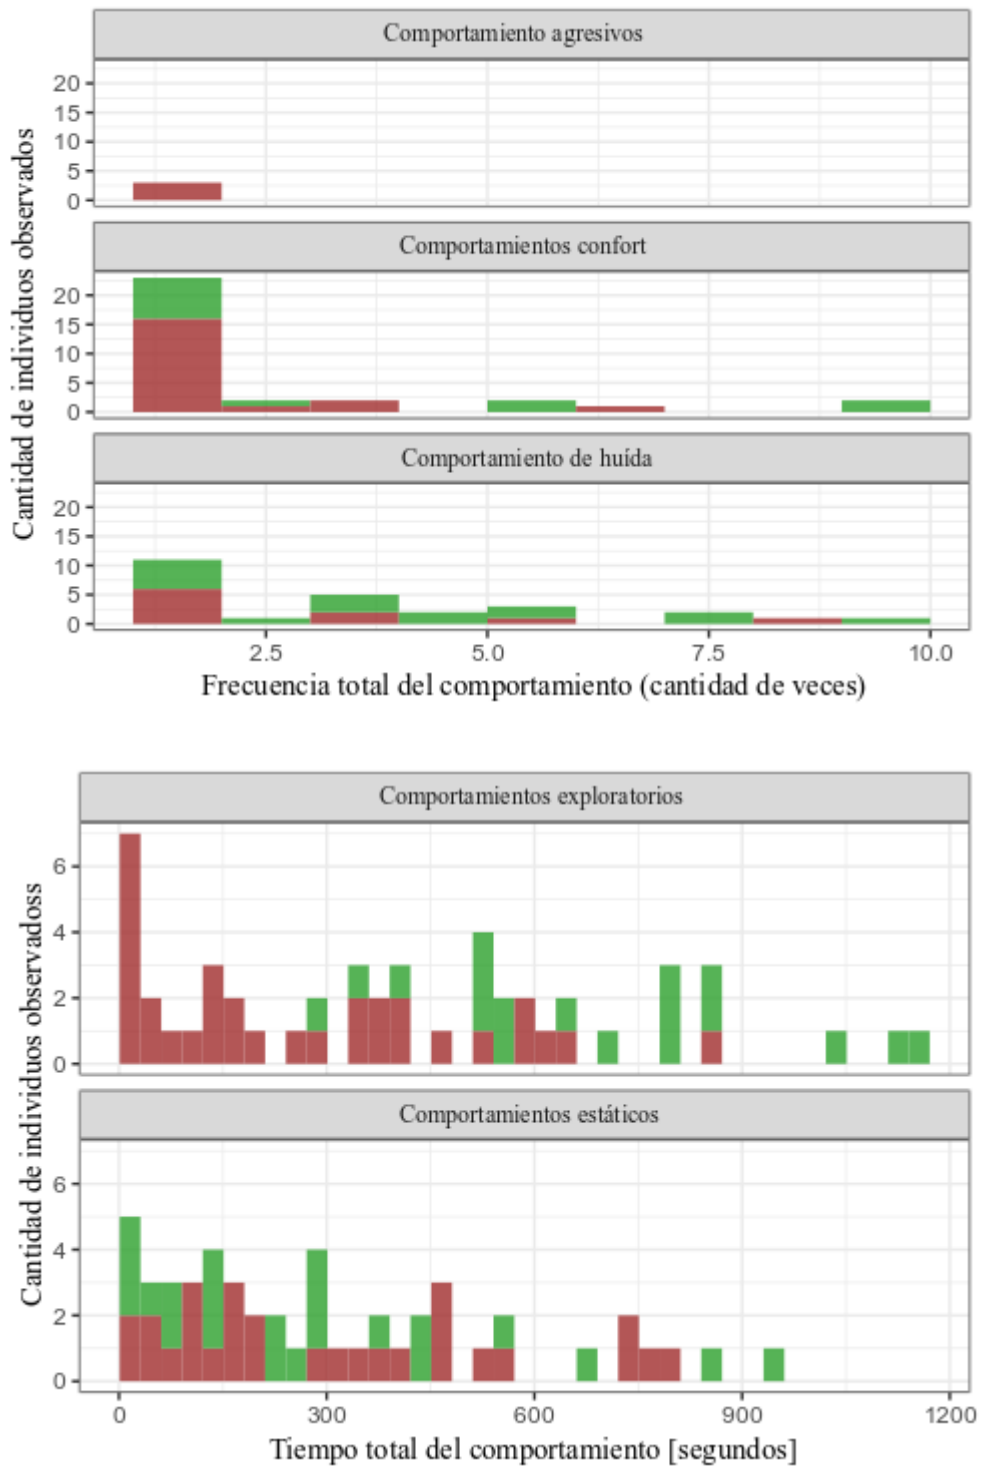 Comportamiento agresivos
20
15
10
5
0
Comportamientos confort
20
15
10
5
0
Comportamiento de huída
20
15
10
5
0
2.5 5.0 7.5 10.0
Frecuencia total del comportamiento (cantidad de veces)
Cantidad de individuos observados
Comportamientos exploratorios
6
4
2
0
Comportamientos estáticos
6
4
2
0
0 300 600 900 1200
Tiempo total del comportamiento [segundos]
Cantidad de individuos observadoss